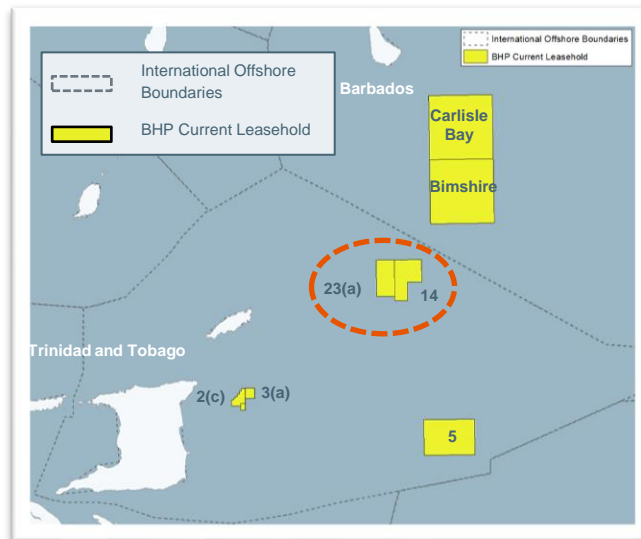 International Offshore
Boundaries
BHP Current Leasehold
International Offshore Boundaries
BHP Current Leasehold
Barbados
Carlisle
Bay
Bimshire
23(a)
14
Trinidad and Tobago
2(c)
3(a)
5